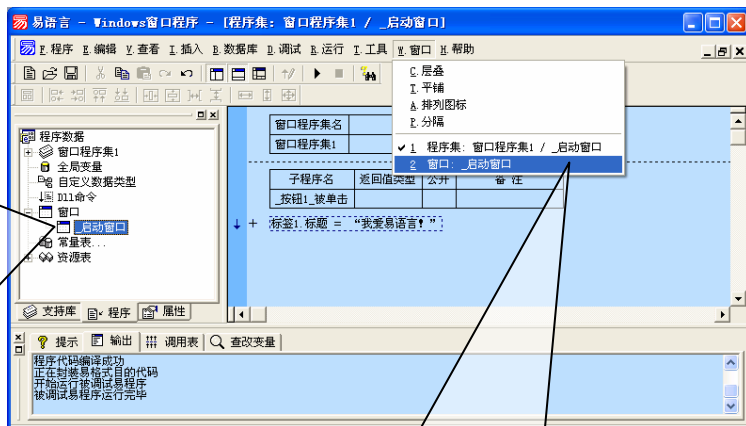 易语言 - Windows窗口程序 - [程序集: 窗口程序集1 / _启动窗口]
F.程序 E.编辑 V.查看 I.插入 B.数据库 D.调试 R.运行 T.工具 W.窗口 H.帮助
C.层叠
T.平铺
A.排列图标
P.分隔
✓1 程序集: 窗口程序集1 / _启动窗口
2 窗口: _启动窗口
程序数据
窗口程序集1
全局变量
自定义数据类型
Dll命令
窗口
_启动窗口
常量表...
资源表
支持库 程序 属性
窗口程序集名
窗口程序集1
子程序名 返回值类型 公开 备 注
_按钮1_被单击
↓ + 标签1.标题 = “我爱易语言！”
提示 输出 调用表 查改变量
程序代码编译成功
正在封装易格式目的代码
开始运行被调试易程序
被调试易程序运行完毕